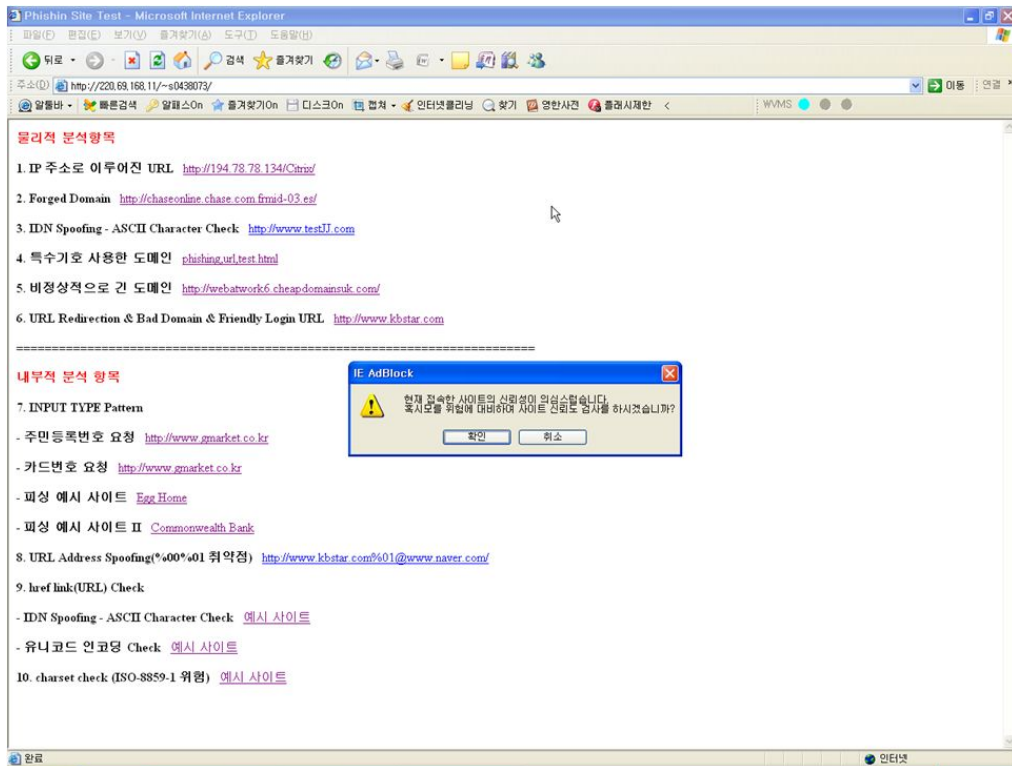 Phishin Site Test - Microsoft Internet Explorer
파일(F) 편집(E) 보기(V) 즐겨찾기(A) 도구(T) 도움말(H)
뒤로 검색 즐겨찾기
주소(D) http://220.69.168.11/~s0438073/ 이동 연결 »
알툴바 빠른검색 알패스On 즐겨찾기On 디스크On 캡쳐 인터넷클리닝 찾기 영한사전 플래시제한 WVMS
물리적 분석항목
1. IP 주소로 이루어진 URL http://194.78.78.134/Citrix/
2. Forged Domain http://chaseonline.chase.com.frmid-03.es/
3. IDN Spoofing - ASCII Character Check http://www.testJJ.com
4. 특수기호 사용한 도메인 phishing,url,test.html
5. 비정상적으로 긴 도메인 http://webatwork6.cheapdomainsuk.com/
6. URL Redirection & Bad Domain & Friendly Login URL http://www.kbstar.com
==========================================================================
내부적 분석 항목
7. INPUT TYPE Pattern
- 주민등록번호 요청 http://www.gmarket.co.kr
- 카드번호 요청 http://www.gmarket.co.kr
- 피싱 예시 사이트 Egg Home
- 피싱 예시 사이트 II Commonwealth Bank
8. URL Address Spoofing(%00%01 취약점) http://www.kbstar.com%01@www.naver.com/
9. href link(URL) Check
- IDN Spoofing - ASCII Character Check 예시 사이트
- 유니코드 인코딩 Check 예시 사이트
10. charset check (ISO-8859-1 위험) 예시 사이트
IE AdBlock
현재 접속한 사이트의 신뢰성이 의심스럽습니다.
혹시모를 위험에 대비하여 사이트 신뢰도 검사를 하시겠습니까?
확인 취소
완료 인터넷